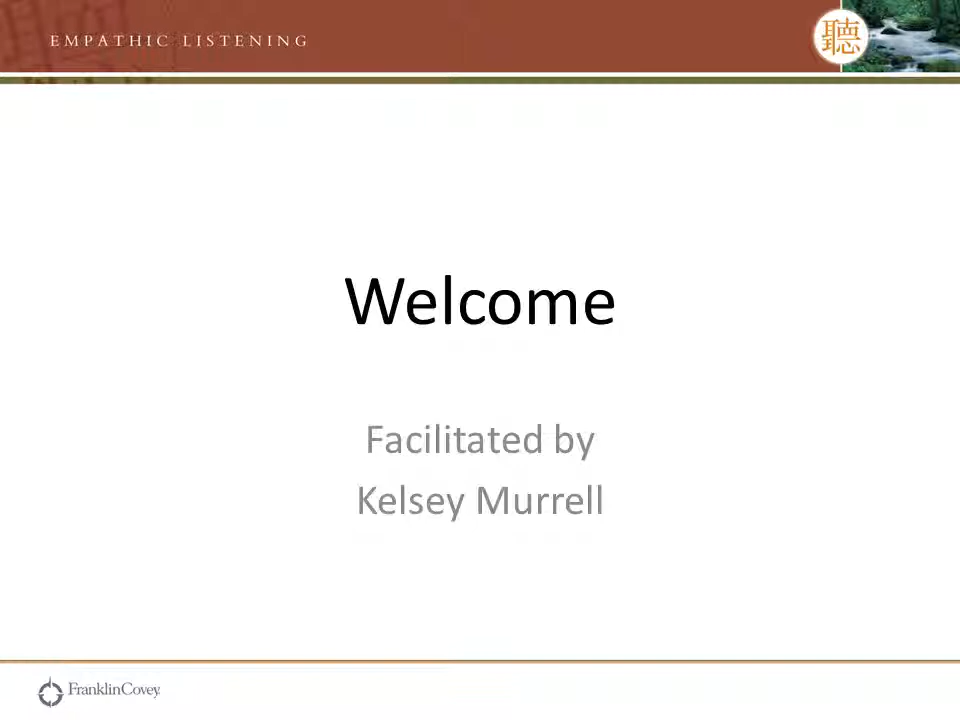 EMPATHIC LISTENING
聽
Welcome
Facilitated by
Kelsey Murrell
FranklinCovey